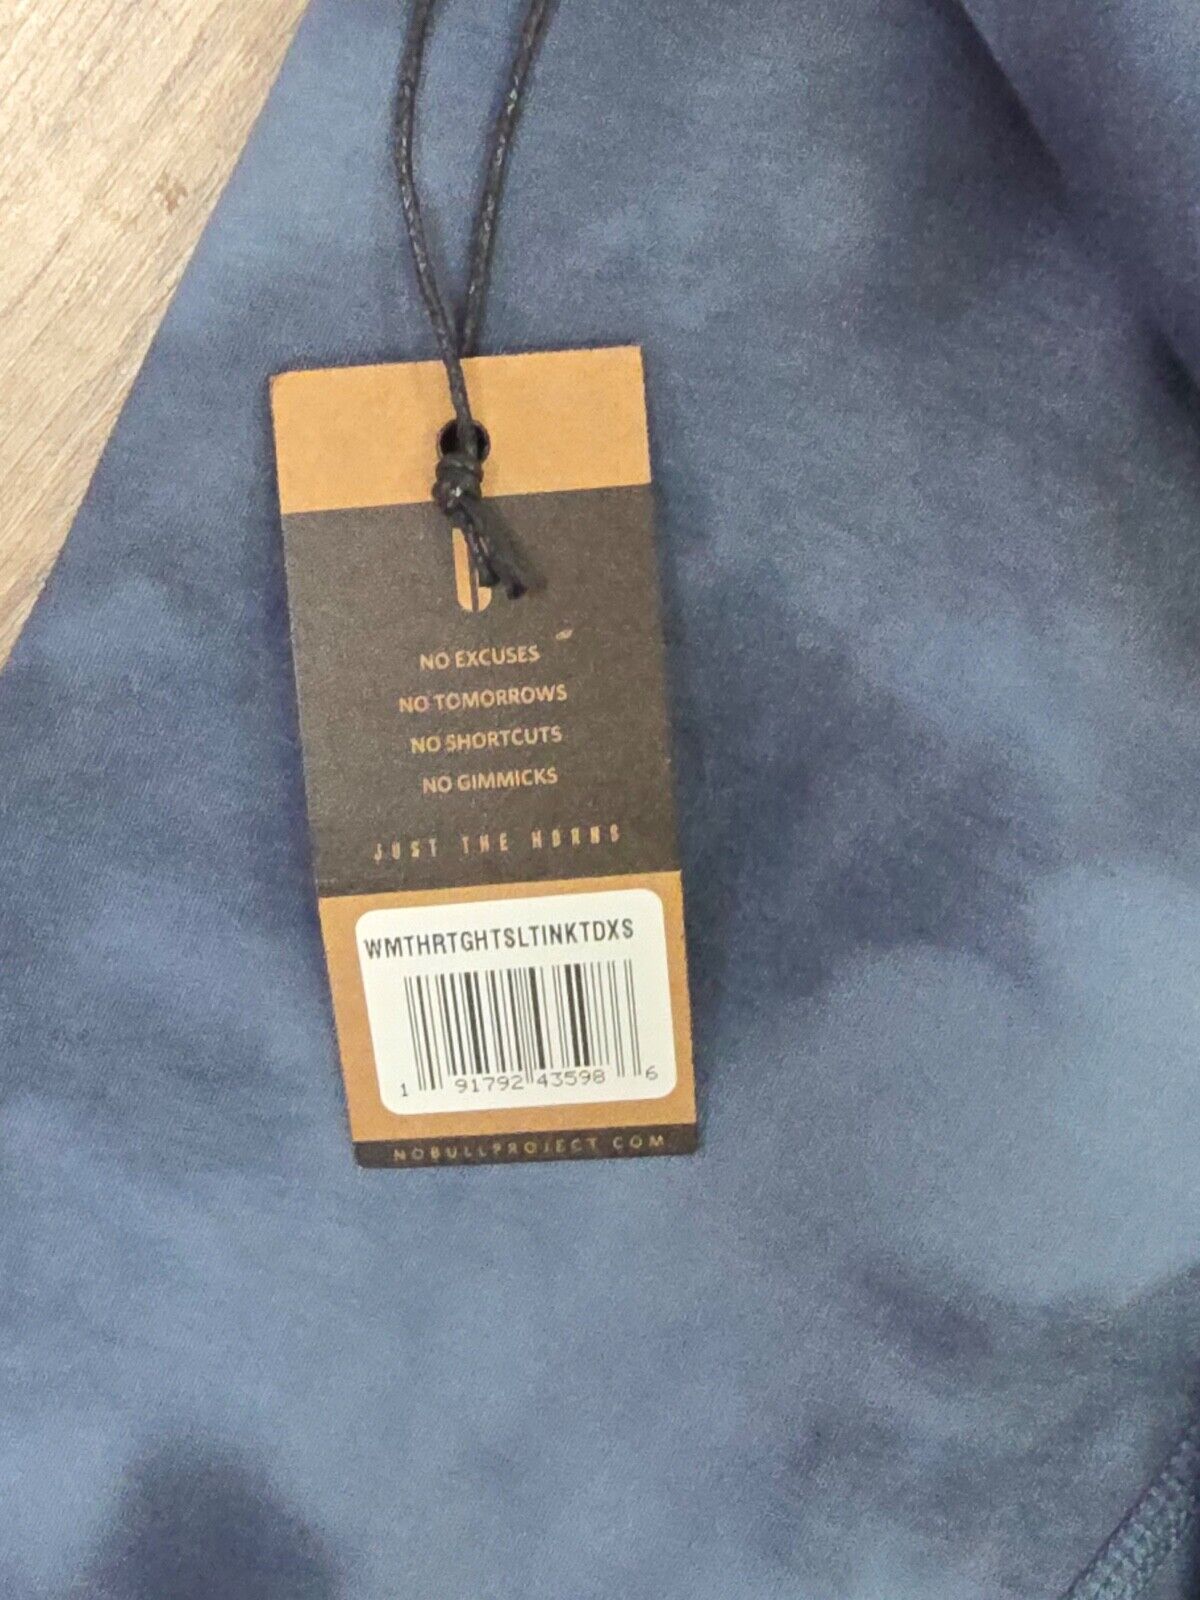 NO EXCUSES
NO TOMORROWS
NO SHORTCUTS
NO GIMMICKS
JUST THE HORNS
WMTHRTGHTSLTINKTDXS
1 91792 43598 6
NOBULLPROJECT.COM